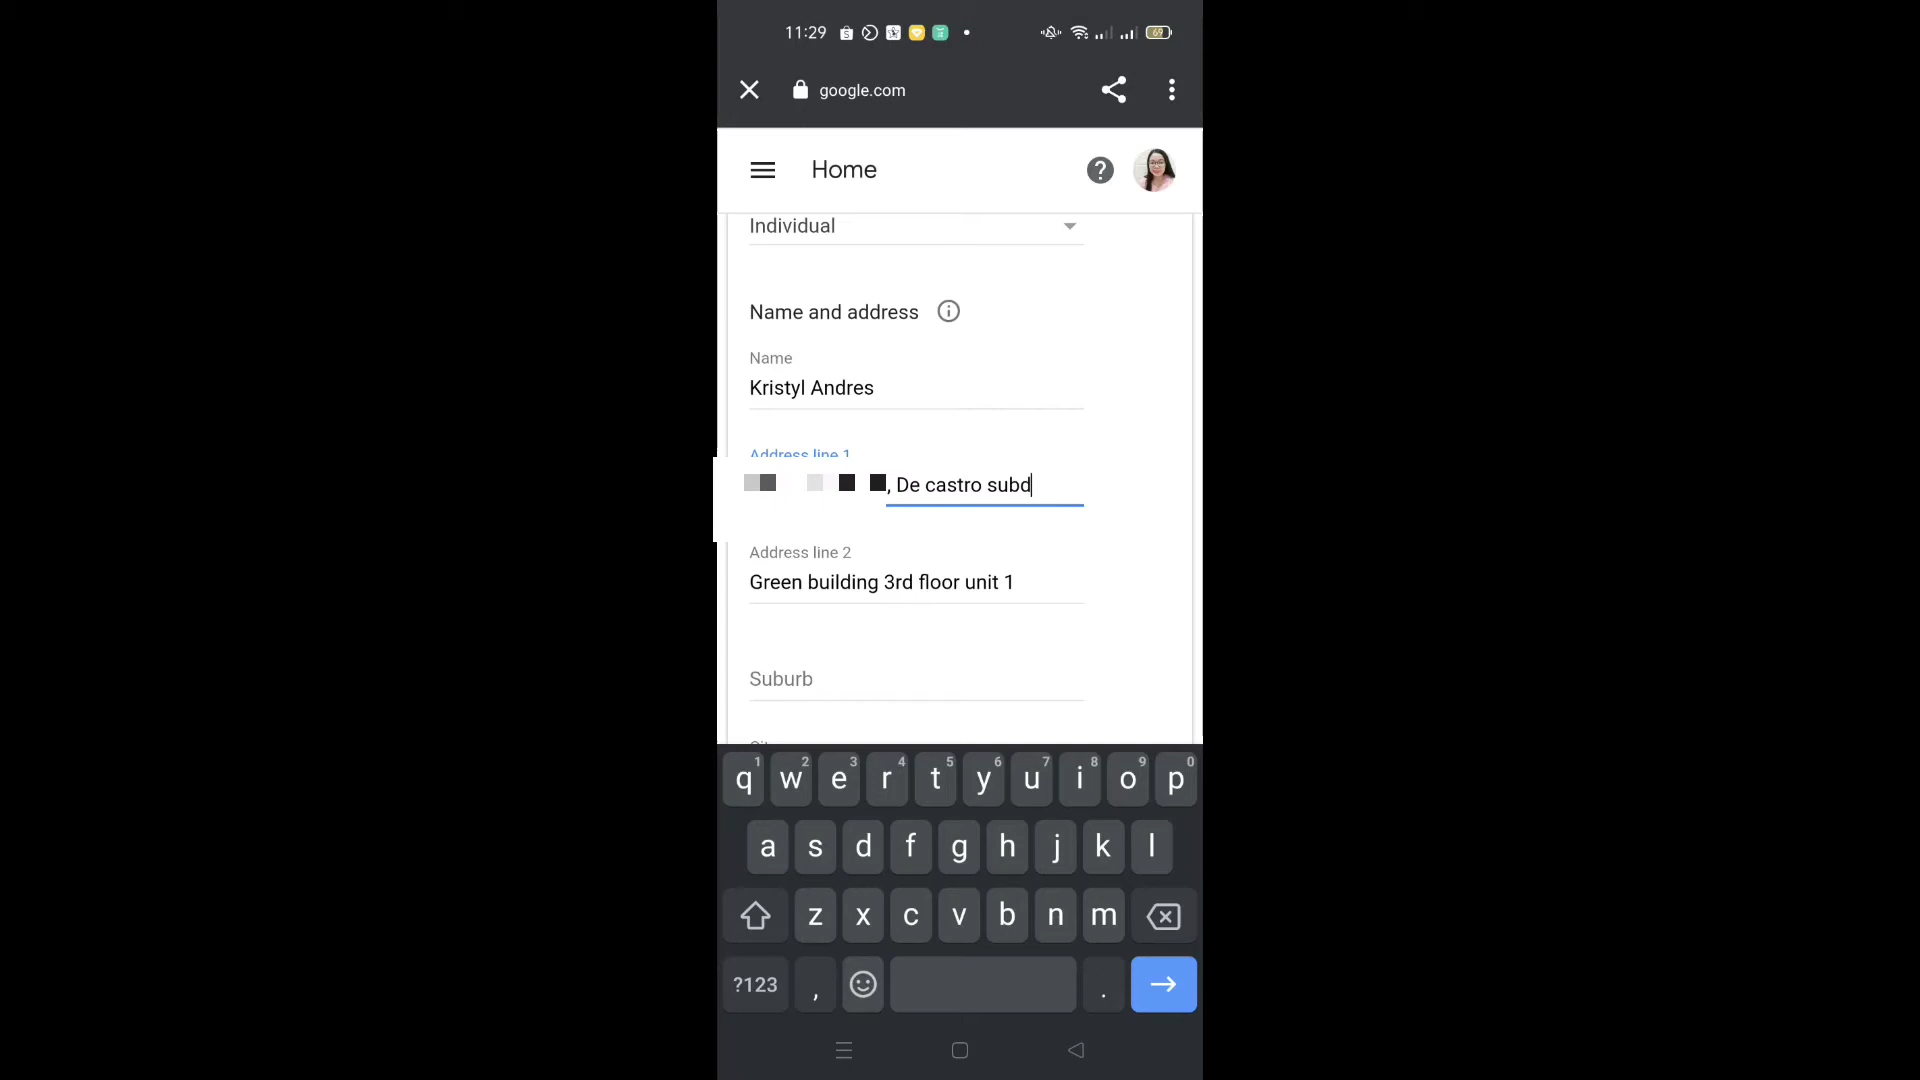 11:29
69
google.com
Home
Individual
Name and address
Name
Kristyl Andres
Address line 1
, De castro subd
Address line 2
Green building 3rd floor unit 1
Suburb
q1 w2 e3 r4 t5 y6 u7 i8 o9 p0
a s d f g h j k l
z x c v b n m
?123 , .